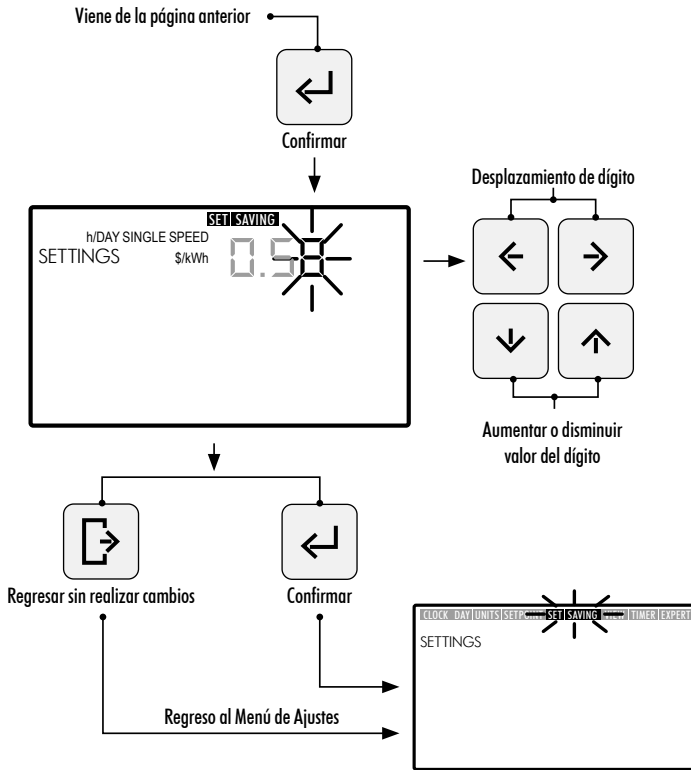 Viene de la página anterior
Confirmar
Desplazamiento de dígito
SET SAVING
h/DAY SINGLE SPEED
SETTINGS $/kWh 0.58
Aumentar o disminuir
valor del dígito
Regresar sin realizar cambios
Confirmar
CLOCK DAY UNITS SET SAVING TIMER EXPERT
SETTINGS
Regreso al Menú de Ajustes